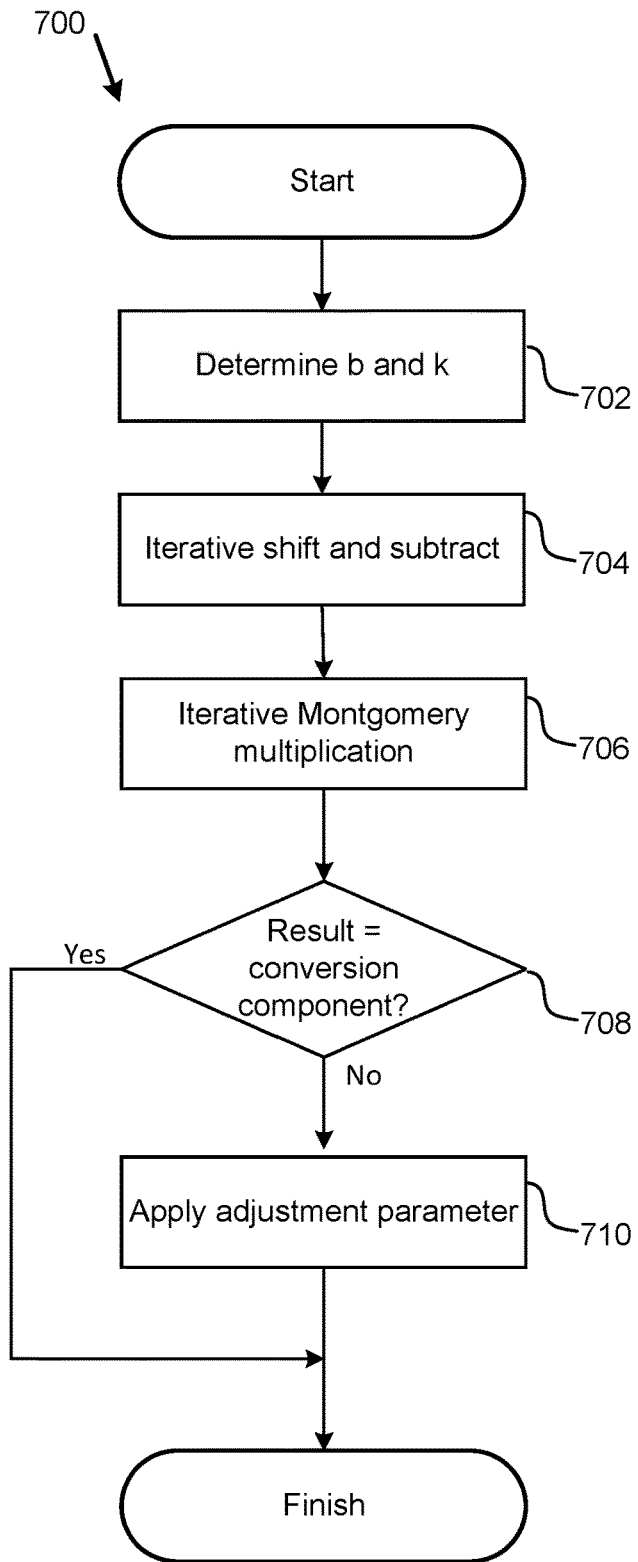 700
Start
Determine b and k
702
Iterative shift and subtract
704
Iterative Montgomery
multiplication
706
Result =
conversion
component?
Yes
708
No
Apply adjustment parameter
710
Finish